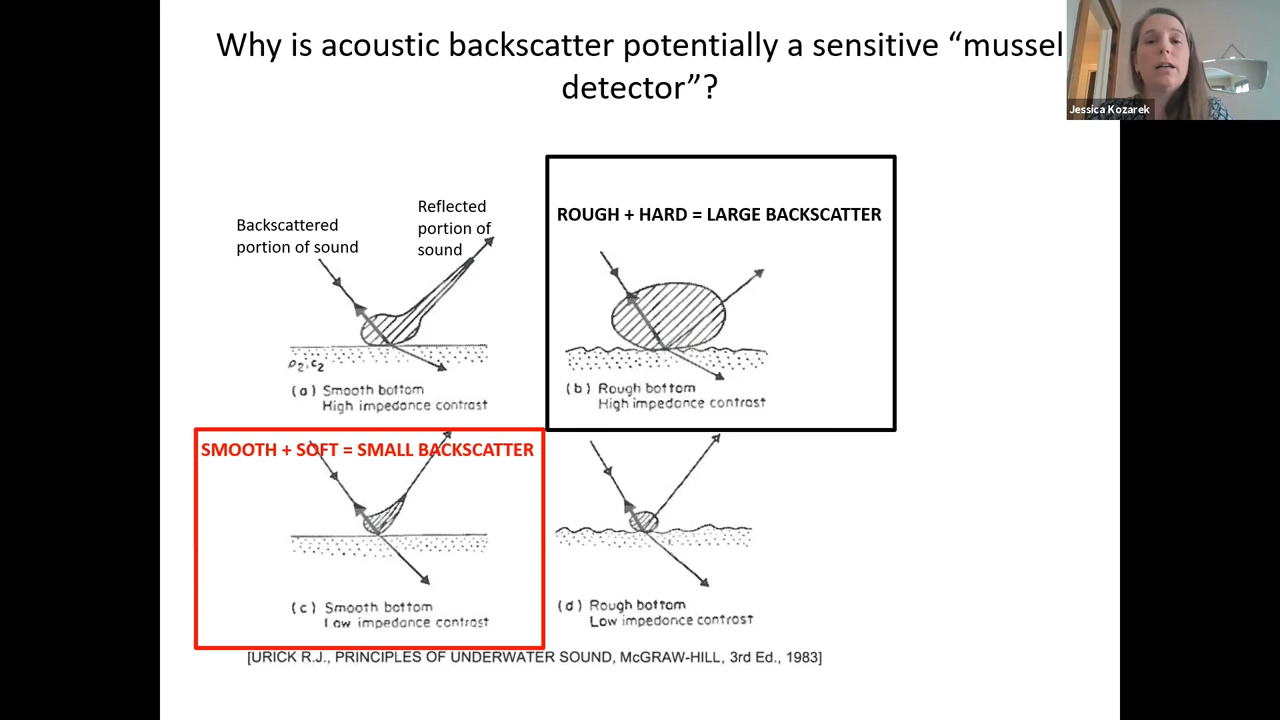 Why is acoustic backscatter potentially a sensitive “mussel
detector”?
Jessica Kozarek
Backscattered
portion of sound
Reflected
portion of
sound
ROUGH + HARD = LARGE BACKSCATTER
ρ₂,c₂
(a) Smooth bottom
High impedance contrast
(b) Rough bottom
High impedance contrast
SMOOTH + SOFT = SMALL BACKSCATTER
(c) Smooth bottom
Low impedance contrast
(d) Rough bottom
Low impedance contrast
[URICK R.J., PRINCIPLES OF UNDERWATER SOUND, McGRAW-HILL, 3rd Ed., 1983]